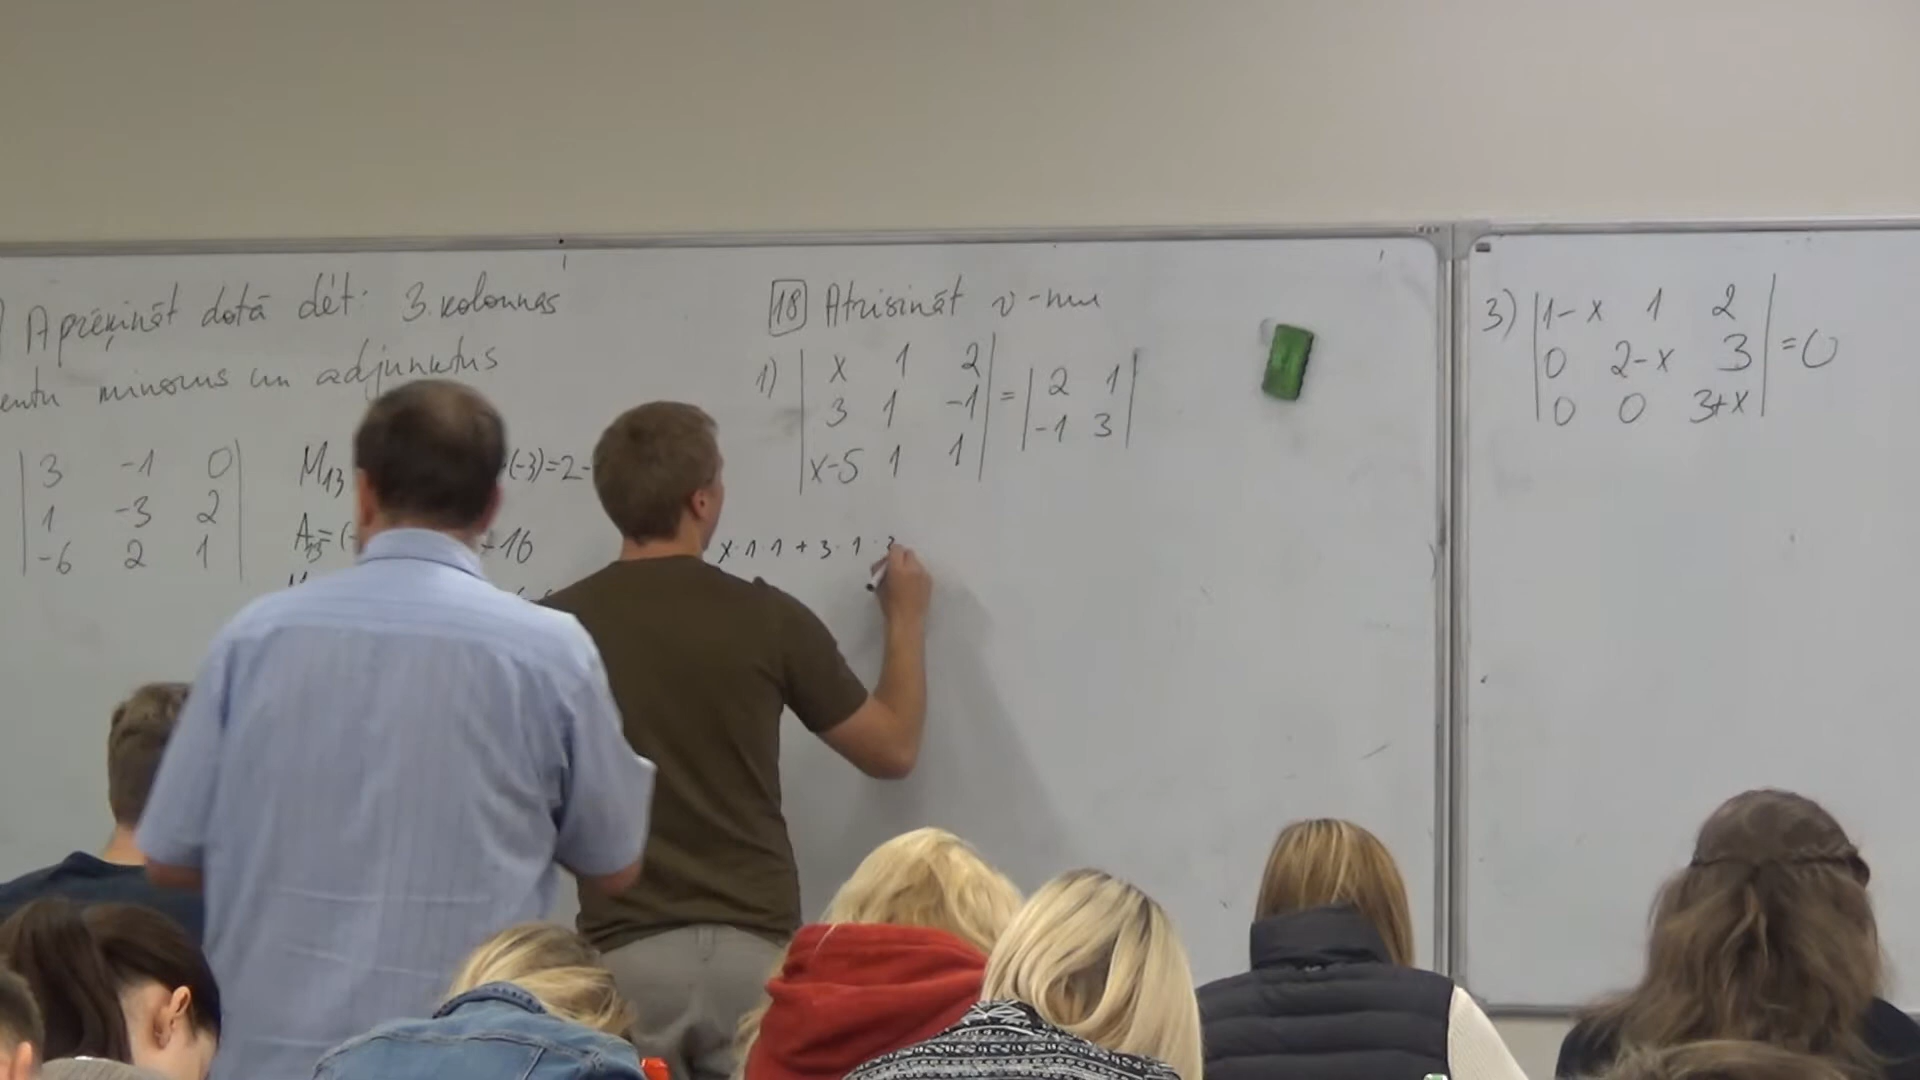 Aprēķināt dotā det. 3. kolonnas
minorus un adjunktus
3 -1 0
1 -3 2
-6 2 1
M₁₃ (-3)=2-
A₁₃=(- 16
18 Atrisināt v-mu
1) | x 1 2 | = | 2 1 |
| 3 1 -1 | | -1 3 |
| x-5 1 1 |
x·1·1 + 3·1·
3) | 1-x 1 2 |
| 0 2-x 3 | =0
| 0 0 3+x |